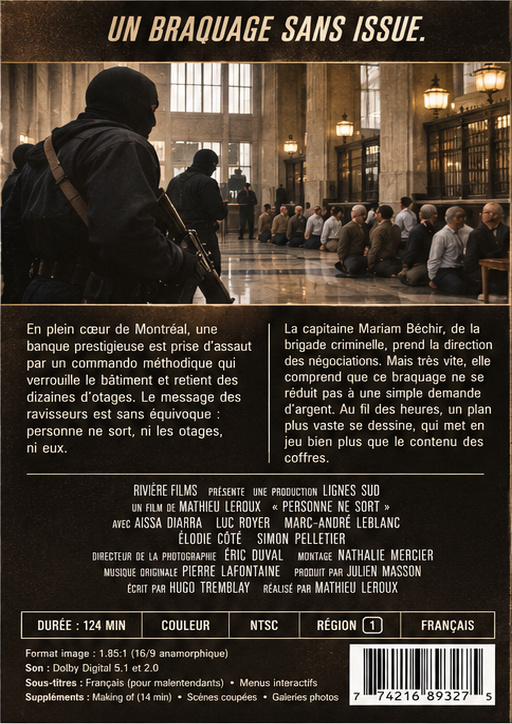 UN BRAQUAGE SANS ISSUE.
En plein cœur de Montréal, une
banque prestigieuse est prise d'assaut
par un commando méthodique qui
verrouille le bâtiment et retient des
dizaines d'otages. Le message des
ravisseurs est sans équivoque :
personne ne sort, ni les otages,
ni eux.
La capitaine Mariam Béchir, de la
brigade criminelle, prend la direction
des négociations. Mais très vite, elle
comprend que ce braquage ne se
réduit pas à une simple demande
d'argent. Au fil des heures, un plan
plus vaste se dessine, qui met en
jeu bien plus que le contenu des
coffres.
RIVIÈRE FILMS PRÉSENTE UNE PRODUCTION LIGNES SUD
UN FILM DE MATHIEU LEROUX « PERSONNE NE SORT »
AVEC AISSA DIARRA LUC ROYER MARC-ANDRÉ LEBLANC
ÉLODIE CÔTÉ SIMON PELLETIER
DIRECTEUR DE LA PHOTOGRAPHIE ÉRIC DUVAL MONTAGE NATHALIE MERCIER
MUSIQUE ORIGINALE PIERRE LAFONTAINE PRODUIT PAR JULIEN MASSON
ÉCRIT PAR HUGO TREMBLAY RÉALISÉ PAR MATHIEU LEROUX
DURÉE : 124 MIN COULEUR NTSC RÉGION 1 FRANÇAIS
Format image : 1.85:1 (16/9 anamorphique)
Son : Dolby Digital 5.1 et 2.0
Sous-titres : Français (pour malentendants) • Menus interactifs
Suppléments : Making of (14 min) • Scènes coupées • Galeries photos
7 74216 89327 5